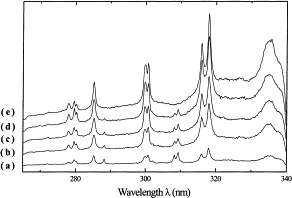 (e)
(d)
(c)
(b)
(a)
280
300
320
340
Wavelength λ (nm)